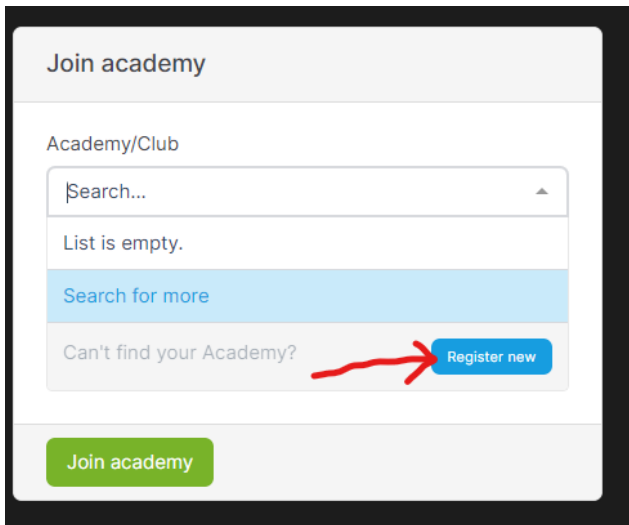 Join academy
Academy/Club
Search...
List is empty.
Search for more
Can't find your Academy?
Register new
Join academy